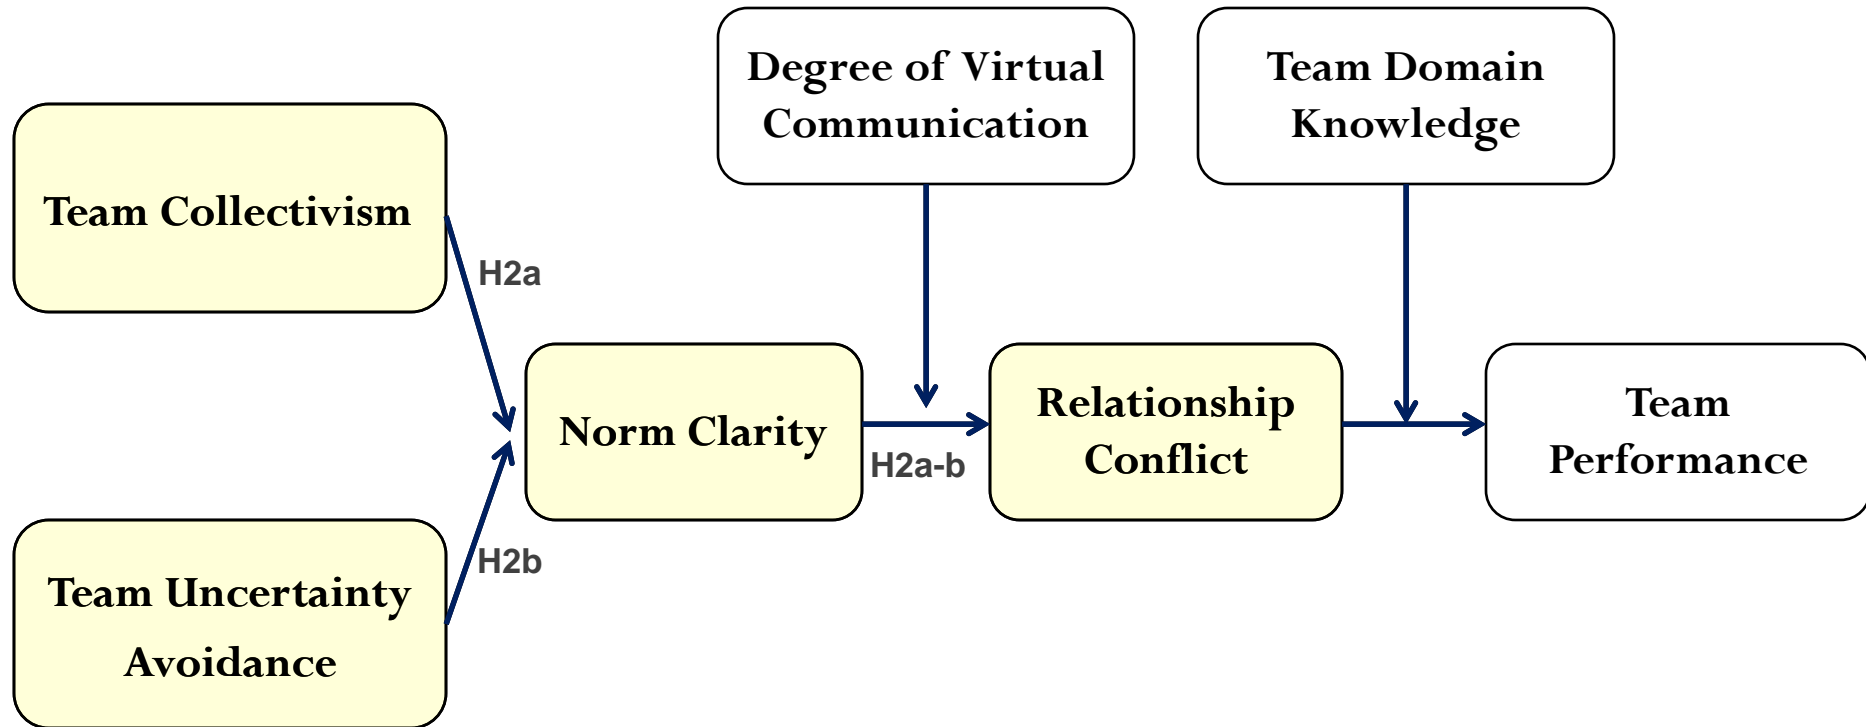 Degree of Virtual
Communication
Team Domain
Knowledge
Team Collectivism
H2a
Norm Clarity
H2a-b
Relationship
Conflict
Team
Performance
H2b
Team Uncertainty
Avoidance